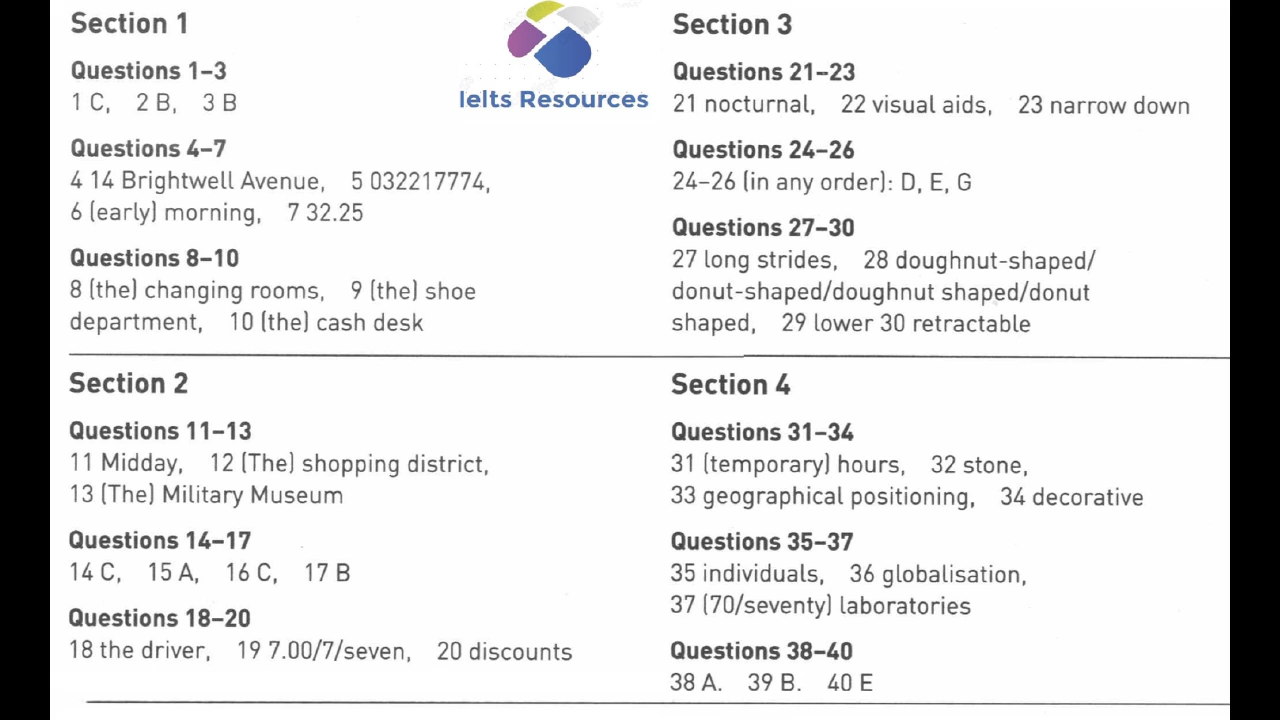 Section 1
Questions 1–3
1 C, 2 B, 3 B
Questions 4–7
4 14 Brightwell Avenue, 5 032217774,
6 (early) morning, 7 32.25
Questions 8–10
8 (the) changing rooms, 9 (the) shoe
department, 10 (the) cash desk
Ielts Resources
Section 3
Questions 21–23
21 nocturnal, 22 visual aids, 23 narrow down
Questions 24–26
24–26 (in any order): D, E, G
Questions 27–30
27 long strides, 28 doughnut-shaped/
donut-shaped/doughnut shaped/donut
shaped, 29 lower 30 retractable
Section 2
Questions 11–13
11 Midday, 12 (The) shopping district,
13 (The) Military Museum
Questions 14–17
14 C, 15 A, 16 C, 17 B
Questions 18–20
18 the driver, 19 7.00/7/seven, 20 discounts
Section 4
Questions 31–34
31 (temporary) hours, 32 stone,
33 geographical positioning, 34 decorative
Questions 35–37
35 individuals, 36 globalisation,
37 (70/seventy) laboratories
Questions 38–40
38 A. 39 B. 40 E